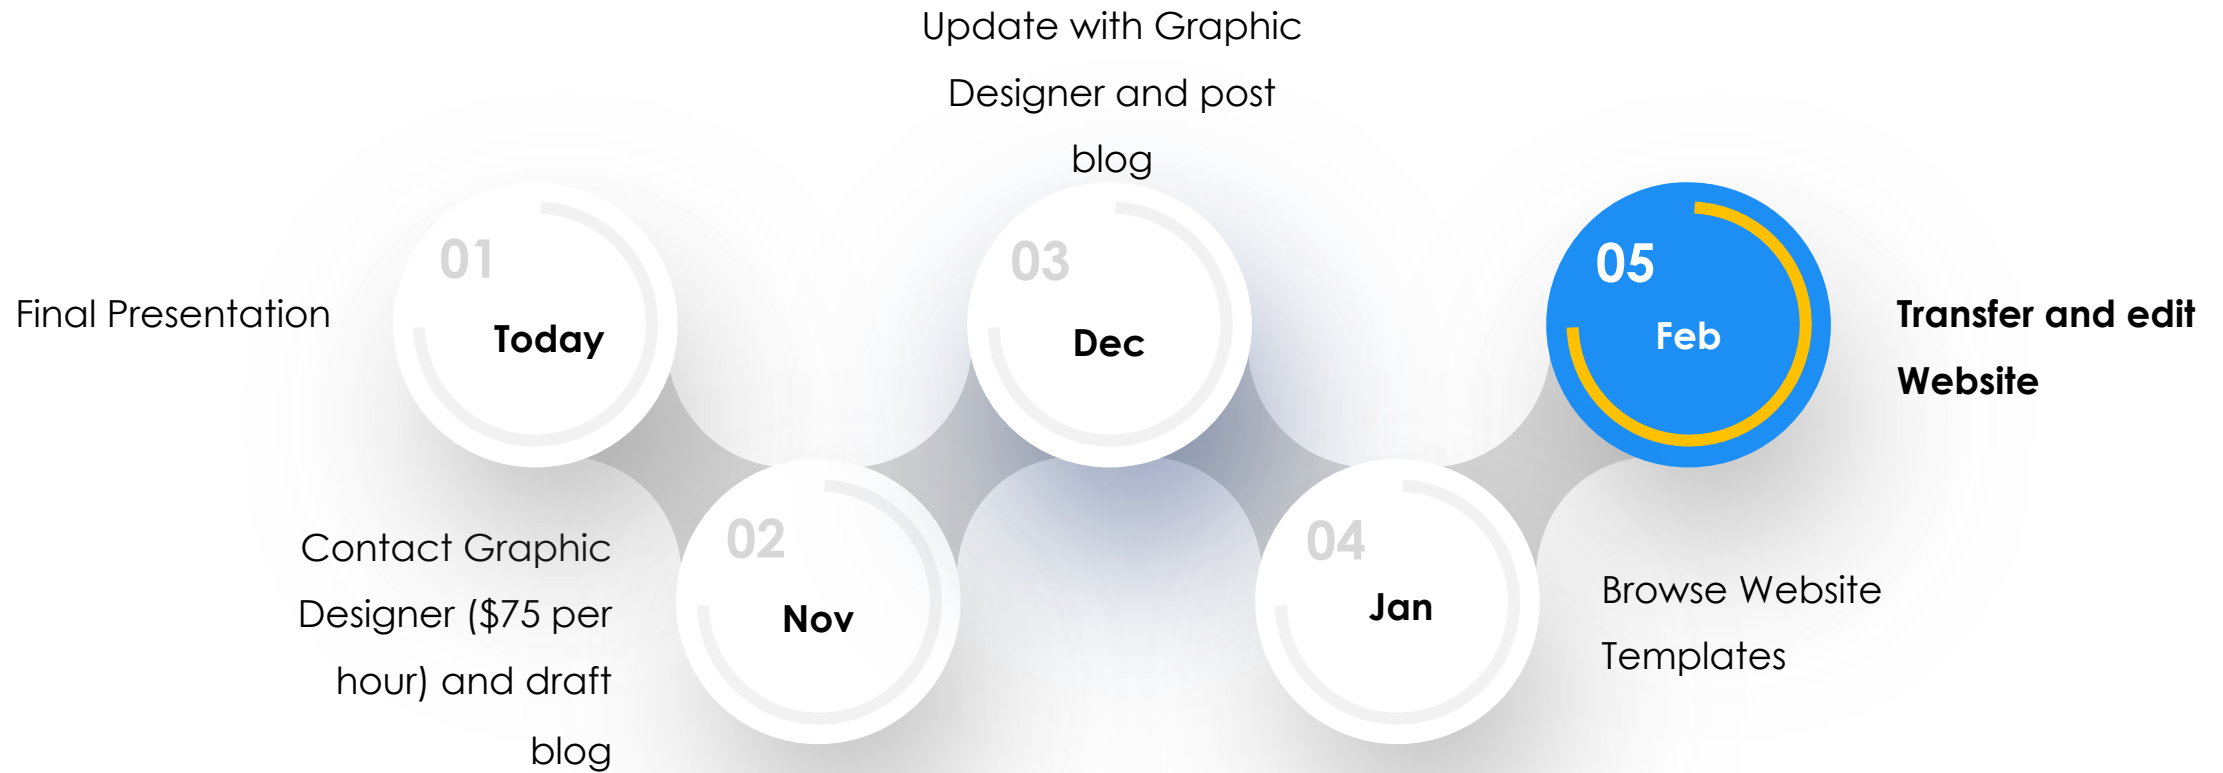 Final Presentation
01
Today
Contact Graphic
Designer ($75 per
hour) and draft
blog
02
Nov
Update with Graphic
Designer and post
blog
03
Dec
04
Jan
Browse Website
Templates
05
Feb
Transfer and edit
Website